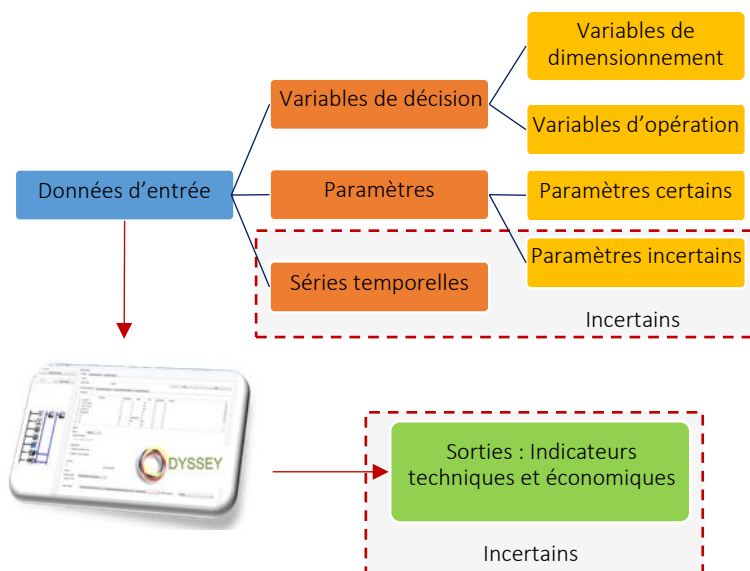 Variables de
dimensionnement
Variables de décision
Variables d'opération
Données d'entrée
Paramètres
Paramètres certains
Paramètres incertains
Séries temporelles
Incertains
DYSSEY
Sorties : Indicateurs
techniques et économiques
Incertains